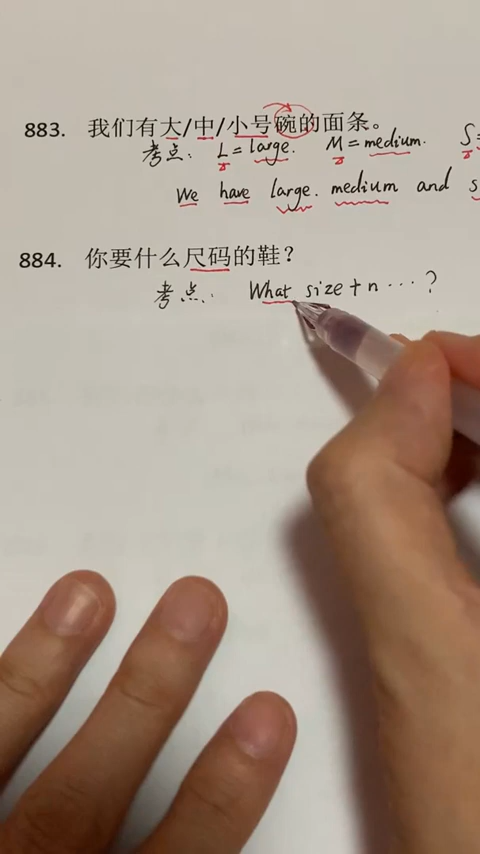 883. 我们有大/中/小号碗的面条。
考点: L=large. M=medium. S=
We have large. medium and s
884. 你要什么尺码的鞋?
考点: What size+n…?